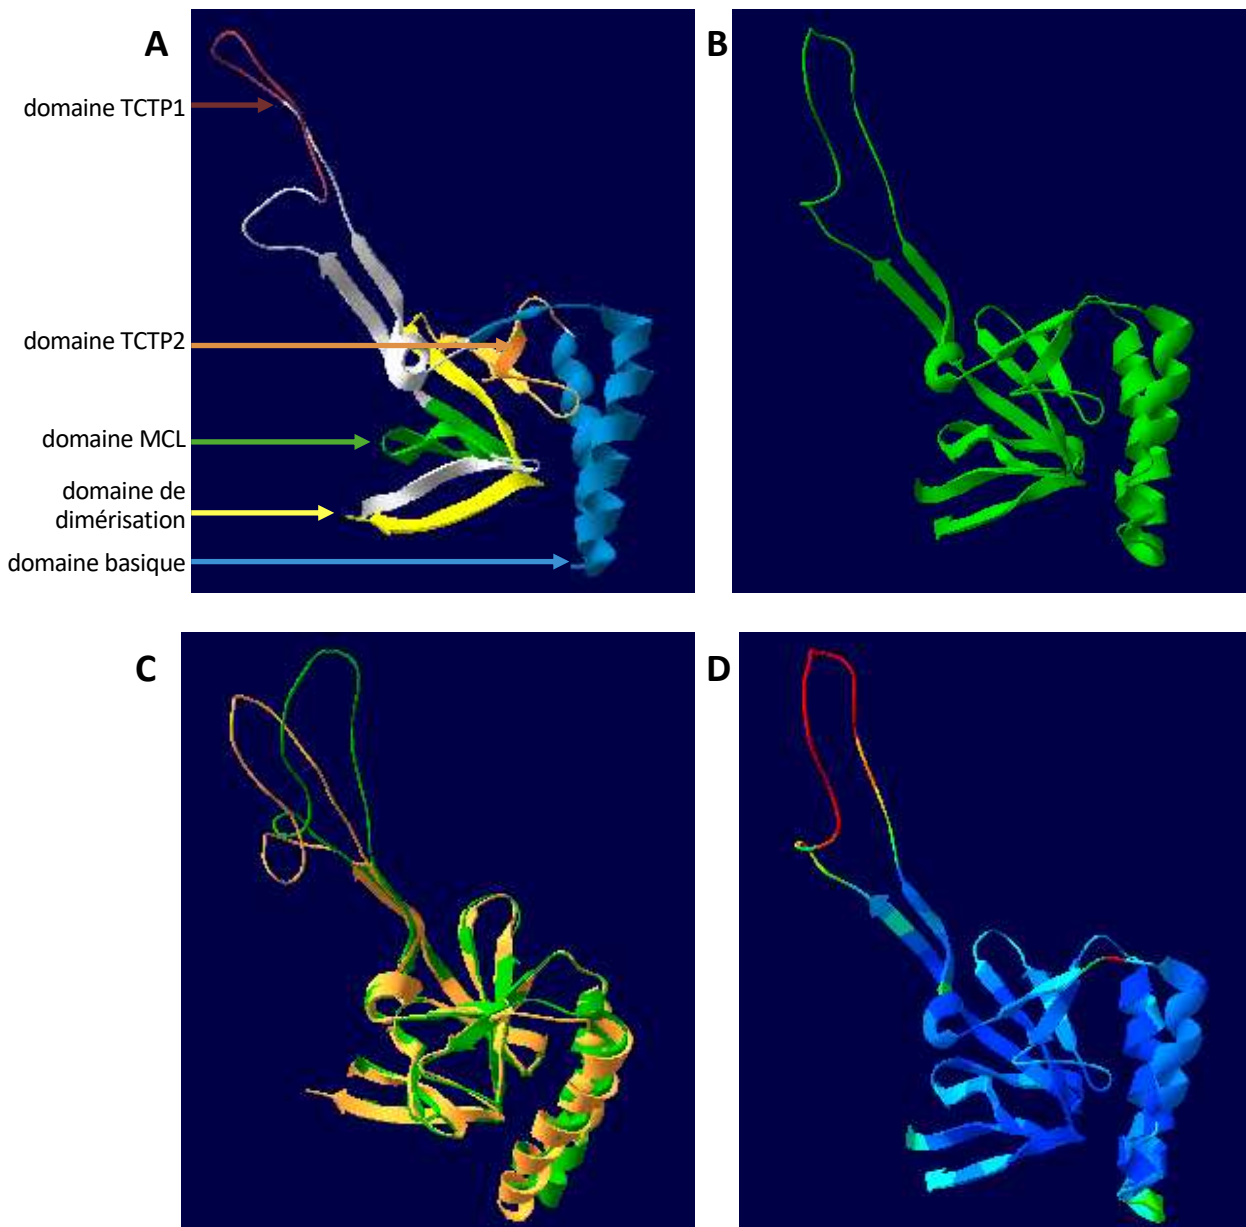 A
B
domaine TCTP1
domaine TCTP2
domaine MCL
domaine de
dimérisation
domaine basique
C
D